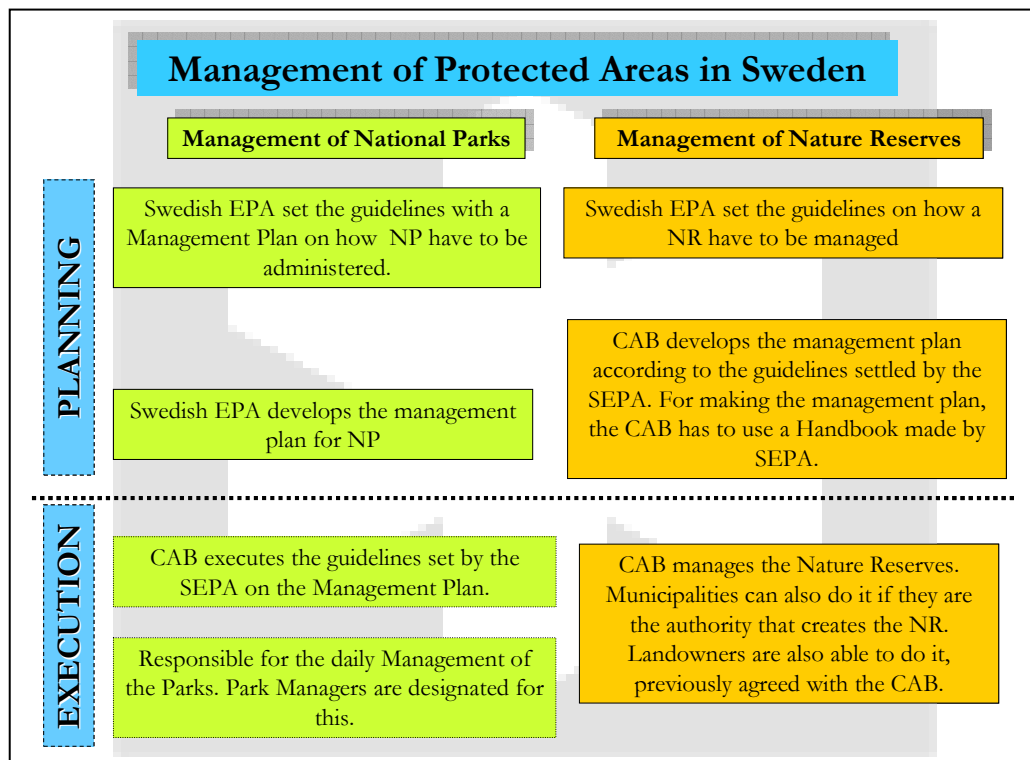 Management of Protected Areas in Sweden
Management of National Parks
Management of Nature Reserves
PLANNING
Swedish EPA set the guidelines with a
Management Plan on how NP have to be
administered.
Swedish EPA set the guidelines on how a
NR have to be managed
Swedish EPA develops the management
plan for NP
CAB develops the management plan
according to the guidelines settled by the
SEPA. For making the management plan,
the CAB has to use a Handbook made by
SEPA.
EXECUTION
CAB executes the guidelines set by the
SEPA on the Management Plan.
Responsible for the daily Management of
the Parks. Park Managers are designated for
this.
CAB manages the Nature Reserves.
Municipalities can also do it if they are
the authority that creates the NR.
Landowners are also able to do it,
previously agreed with the CAB.